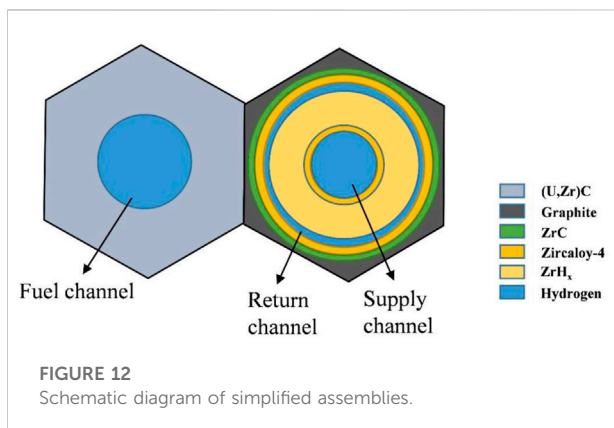 (U,Zr)C
Graphite
ZrC
Zircaloy-4
ZrHx
Hydrogen
Fuel channel
Return
channel
Supply
channel
FIGURE 12
Schematic diagram of simplified assemblies.